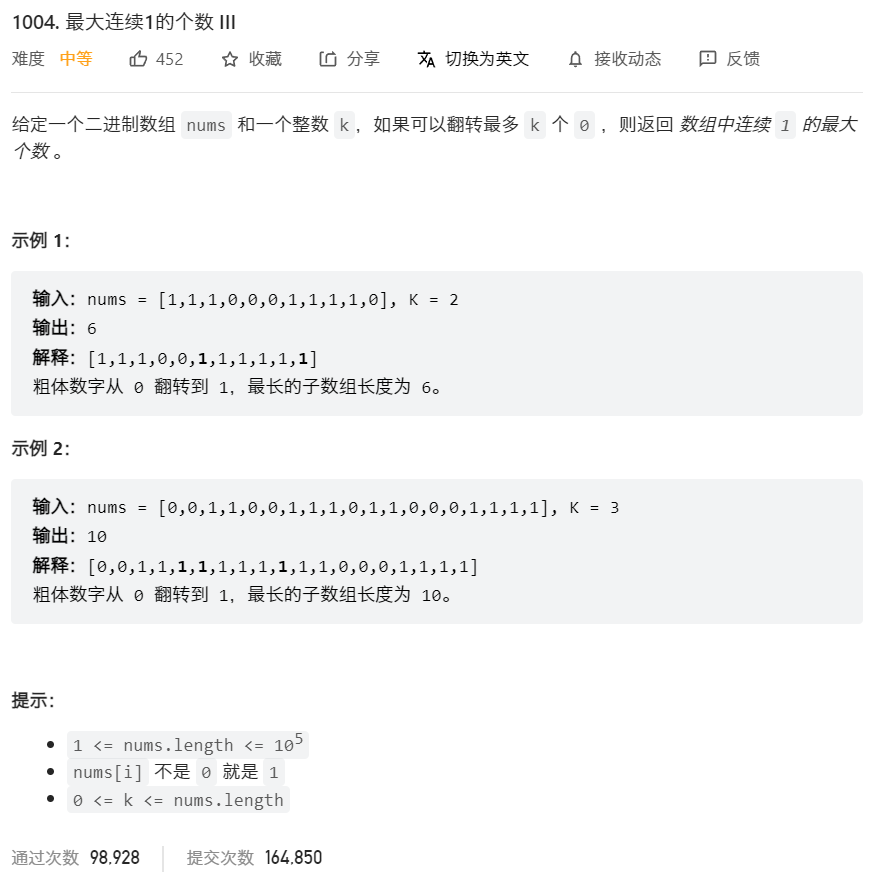 1004. 最大连续1的个数 III
难度 中等 452 收藏 分享 切换为英文 接收动态 反馈
给定一个二进制数组 nums 和一个整数 k，如果可以翻转最多 k 个 0 ，则返回 数组中连续 1 的最大
个数 。
示例 1：
输入：nums = [1,1,1,0,0,0,1,1,1,1,0], K = 2
输出：6
解释：[1,1,1,0,0,1,1,1,1,1,1]
粗体数字从 0 翻转到 1，最长的子数组长度为 6。
示例 2：
输入：nums = [0,0,1,1,0,0,1,1,1,0,1,1,0,0,0,1,1,1,1], K = 3
输出：10
解释：[0,0,1,1,1,1,1,1,1,1,1,1,0,0,0,1,1,1,1]
粗体数字从 0 翻转到 1，最长的子数组长度为 10。
提示：
1 <= nums.length <= 10⁵
nums[i] 不是 0 就是 1
0 <= k <= nums.length
通过次数 98,928 提交次数 164,850